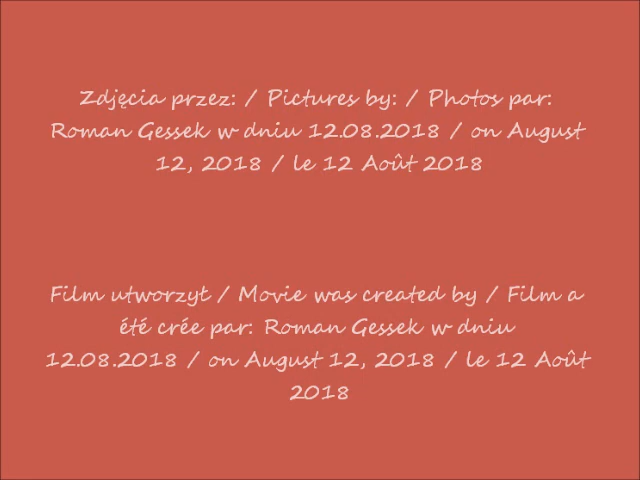 Zdjęcia przez: / Pictures by: / Photos par:
Roman Gessek w dniu 12.08.2018 / on August
12, 2018 / le 12 Août 2018
Film utworzył / Movie was created by / Film a
été crée par: Roman Gessek w dniu
12.08.2018 / on August 12, 2018 / le 12 Août
2018